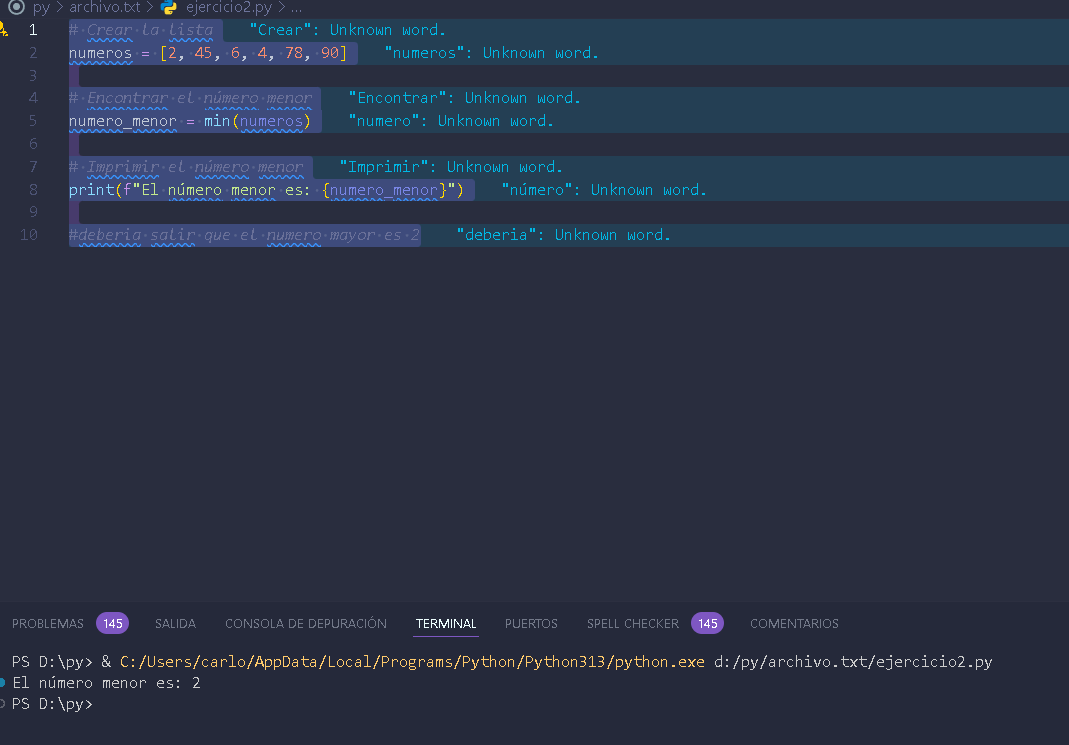 py > archivo.txt > ejercicio2.py > ...
1 # Crear la lista "Crear": Unknown word.
2 numeros = [2, 45, 6, 4, 78, 90] "numeros": Unknown word.
3
4 # Encontrar el número menor "Encontrar": Unknown word.
5 numero_menor = min(numeros) "numero": Unknown word.
6
7 # Imprimir el número menor "Imprimir": Unknown word.
8 print(f"El número menor es: {numero_menor}") "número": Unknown word.
9
10 #deberia salir que el numero mayor es 2 "deberia": Unknown word.
PROBLEMAS 145 SALIDA CONSOLA DE DEPURACIÓN TERMINAL PUERTOS SPELL CHECKER 145 COMENTARIOS
PS D:\py> & C:/Users/carlo/AppData/Local/Programs/Python/Python313/python.exe d:/py/archivo.txt/ejercicio2.py
El número menor es: 2
PS D:\py>